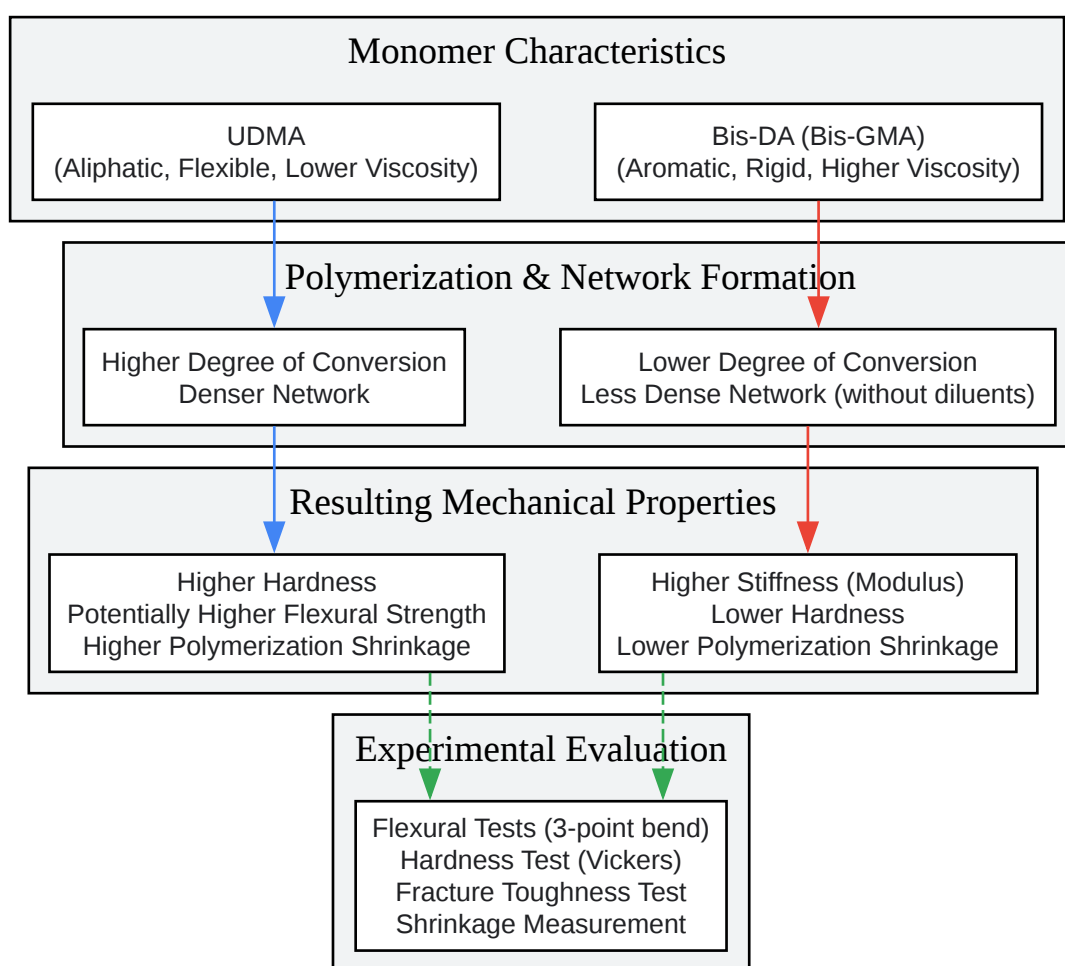 Monomer Characteristics
UDMA
(Aliphatic, Flexible, Lower Viscosity)
Bis-DA (Bis-GMA)
(Aromatic, Rigid, Higher Viscosity)
Polymerization & Network Formation
Higher Degree of Conversion
Denser Network
Lower Degree of Conversion
Less Dense Network (without diluents)
Resulting Mechanical Properties
Higher Hardness
Potentially Higher Flexural Strength
Higher Polymerization Shrinkage
Higher Stiffness (Modulus)
Lower Hardness
Lower Polymerization Shrinkage
Experimental Evaluation
Flexural Tests (3-point bend)
Hardness Test (Vickers)
Fracture Toughness Test
Shrinkage Measurement